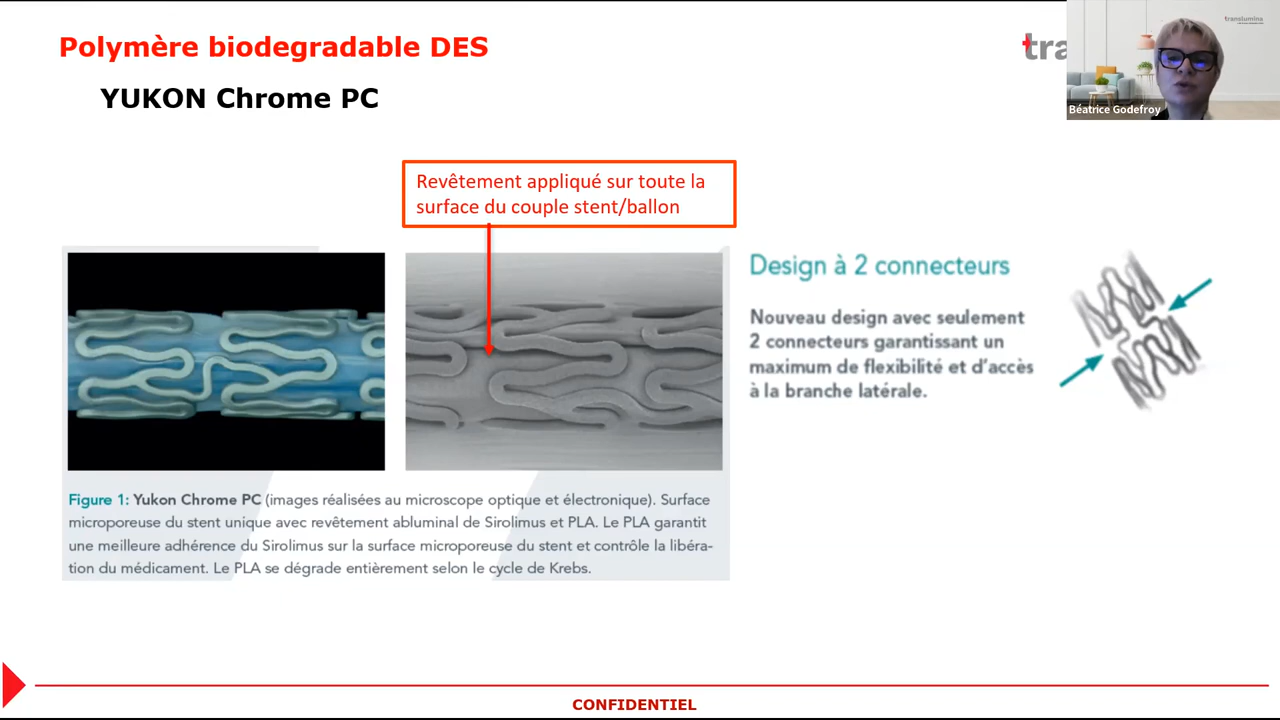 Polymère biodegradable DES
YUKON Chrome PC
tra
translumina
Béatrice Godefroy
Revêtement appliqué sur toute la
surface du couple stent/ballon
Design à 2 connecteurs
Nouveau design avec seulement
2 connecteurs garantissant un
maximum de flexibilité et d'accès
à la branche latérale.
Figure 1: Yukon Chrome PC (images réalisées au microscope optique et électronique). Surface
microporeuse du stent unique avec revêtement abluminal de Sirolimus et PLA. Le PLA garantit
une meilleure adhérence du Sirolimus sur la surface microporeuse du stent et contrôle la libéra-
tion du médicament. Le PLA se dégrade entièrement selon le cycle de Krebs.
CONFIDENTIEL